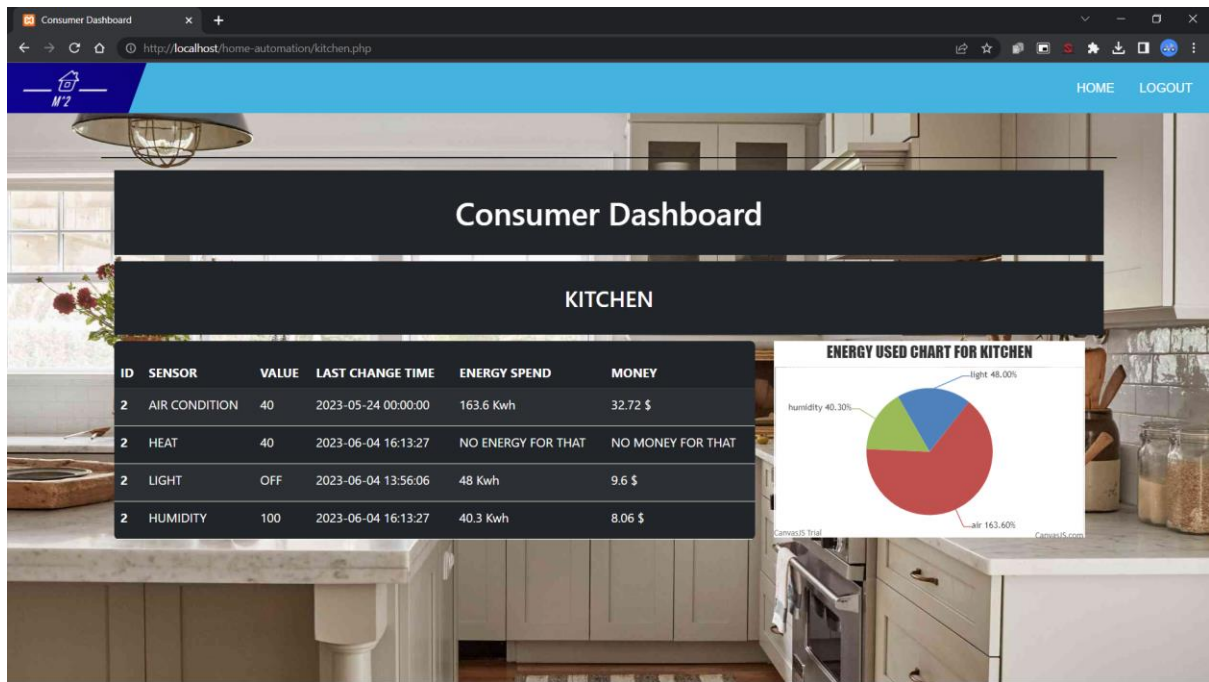 Consumer Dashboard
http://localhost/home-automation/kitchen.php
M^2
HOME LOGOUT
Consumer Dashboard
KITCHEN
ID SENSOR VALUE LAST CHANGE TIME ENERGY SPEND MONEY
2 AIR CONDITION 40 2023-05-24 00:00:00 163.6 Kwh 32.72 $
2 HEAT 40 2023-06-04 16:13:27 NO ENERGY FOR THAT NO MONEY FOR THAT
2 LIGHT OFF 2023-06-04 13:56:06 48 Kwh 9.6 $
2 HUMIDITY 100 2023-06-04 16:13:27 40.3 Kwh 8.06 $
ENERGY USED CHART FOR KITCHEN
light 48.00%
humidity 40.30%
air 163.60%
CanvasJS Trial CanvasJS.com